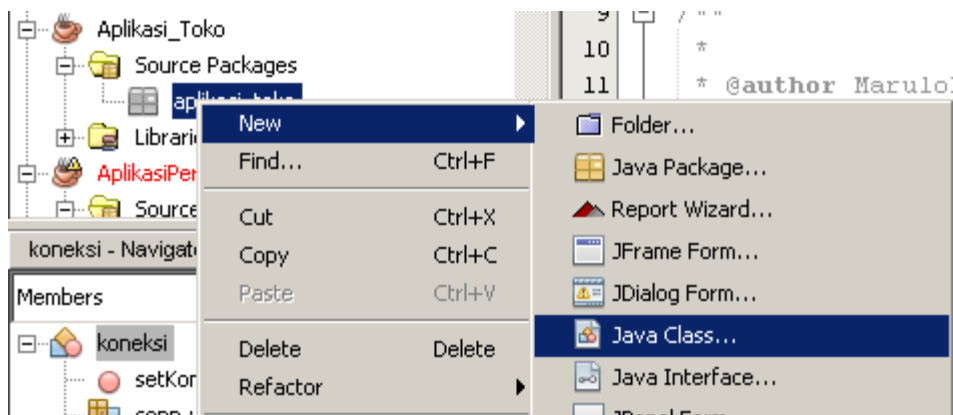 Aplikasi_Toko
Source Packages
Librari
AplikasiPer
Source
koneksi - Navigat
Members
koneksi
setKor
New
Find... Ctrl+F
Cut Ctrl+X
Copy Ctrl+C
Paste Ctrl+V
Delete Delete
Refactor
Folder...
Java Package...
Report Wizard...
JFrame Form...
JDialog Form...
Java Class...
Java Interface...
9 /**
10 *
11 * @author Marulo